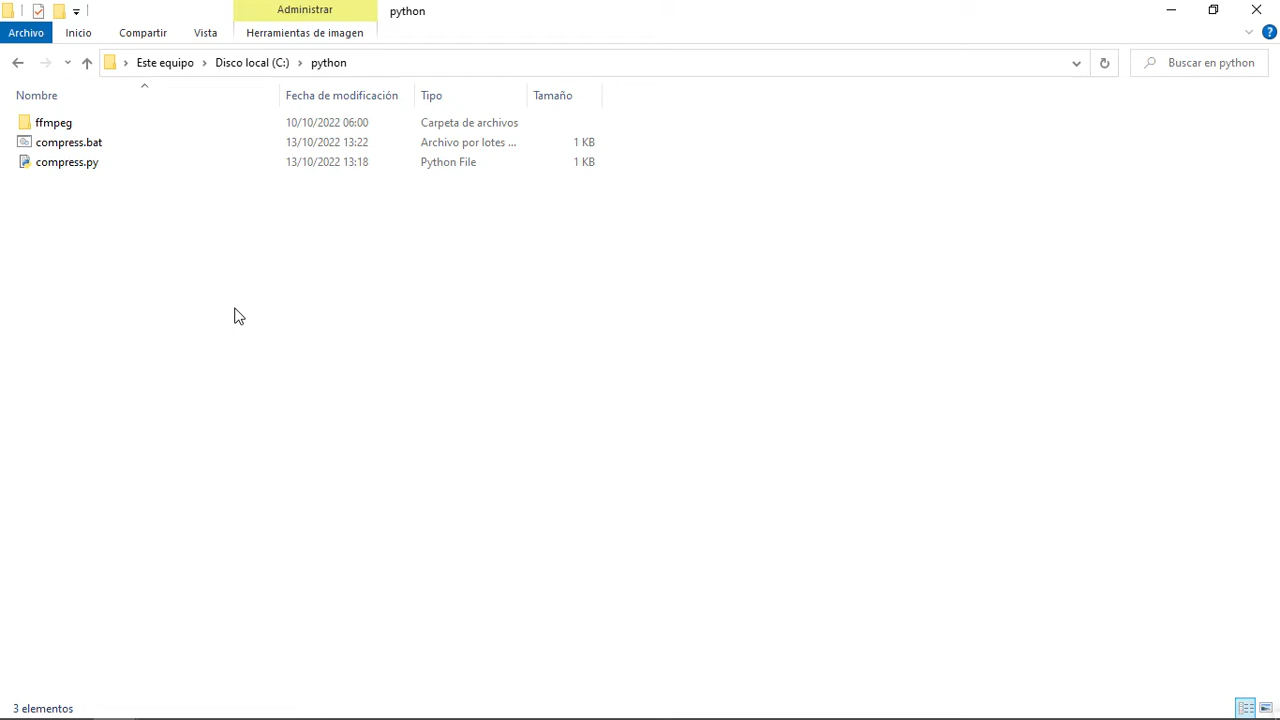 Administrar
python
Archivo
Inicio
Compartir
Vista
Herramientas de imagen
Este equipo
Disco local (C:)
python
Buscar en python
Nombre
Fecha de modificación
Tipo
Tamaño
ffmpeg
10/10/2022 06:00
Carpeta de archivos
compress.bat
13/10/2022 13:22
Archivo por lotes ...
1 KB
compress.py
13/10/2022 13:18
Python File
1 KB
3 elementos